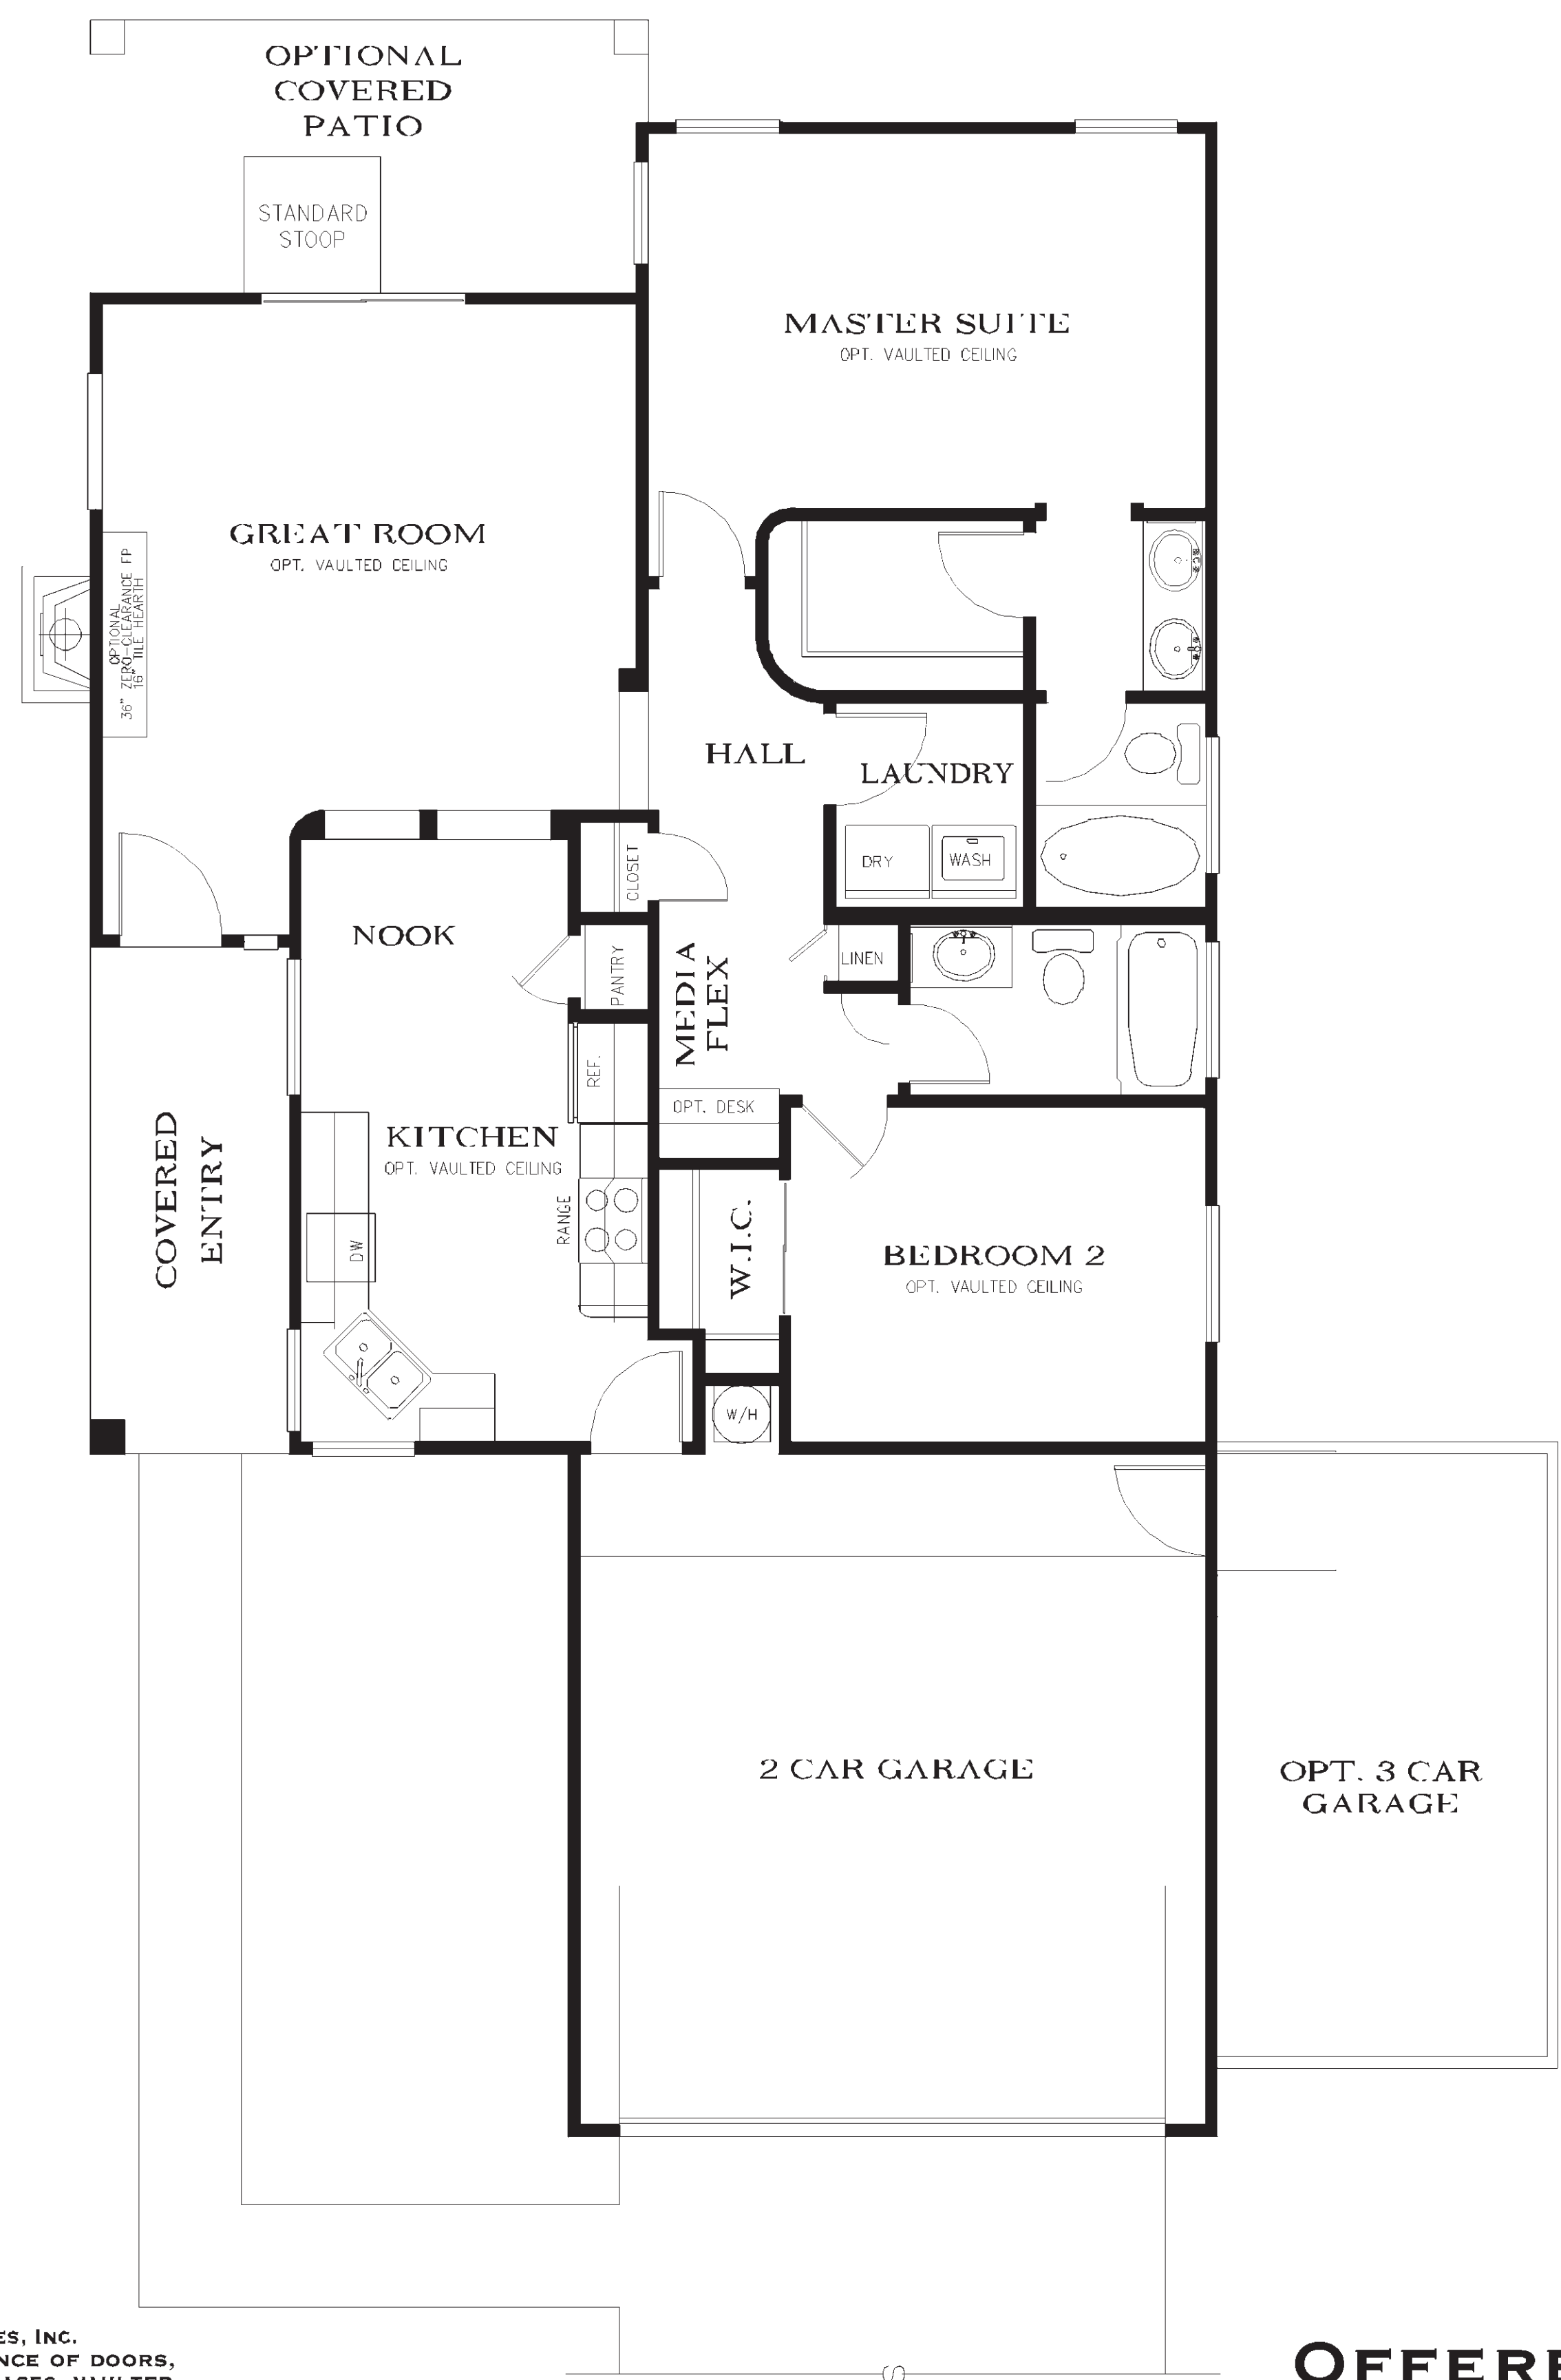 OPTIONAL
COVERED
PATIO
STANDARD
STOOP
MASTER SUITE
OPT. VAULTED CEILING
GREAT ROOM
OPT. VAULTED CEILING
OPTIONAL
36" ZERO-CLEARANCE FP
16" TILE HEARTH
HALL
LAUNDRY
DRY
WASH
CLOSET
NOOK
PANTRY
MEDIA
FLEX
LINEN
REF.
OPT. DESK
KITCHEN
OPT. VAULTED CEILING
COVERED
ENTRY
RANGE
DW
W.I.C.
BEDROOM 2
OPT. VAULTED CEILING
W/H
2 CAR GARAGE
OPT. 3 CAR
GARAGE
ES, INC.
NCE OF DOORS,
OFFERE